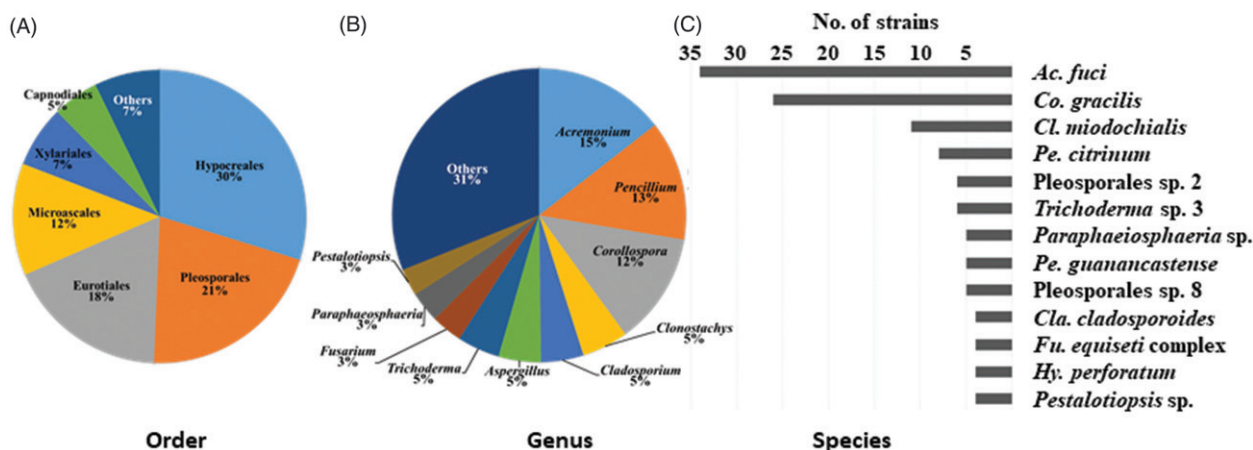 (A)
Capnodiales
5%
Others
7%
Xylariales
7%
Hypocreales
30%
Microascales
12%
Eurotiales
18%
Pleosporales
21%
Order
(B)
Others
31%
Acremonium
15%
Pencillium
13%
Corollospora
12%
Pestalotiopsis
3%
Paraphaeosphaeria
3%
Fusarium
3%
Trichoderma
5%
Aspergillus
5%
Cladosporium
5%
Clonostachys
5%
Genus
(C)
No. of strains
35 30 25 20 15 10 5
Ac. fuci
Co. gracilis
Cl. miodochialis
Pe. citrinum
Pleosporales sp. 2
Trichoderma sp. 3
Paraphaeiosphaeria sp.
Pe. guanancastense
Pleosporales sp. 8
Cla. cladosporoides
Fu. equiseti complex
Hy. perforatum
Pestalotiopsis sp.
Species